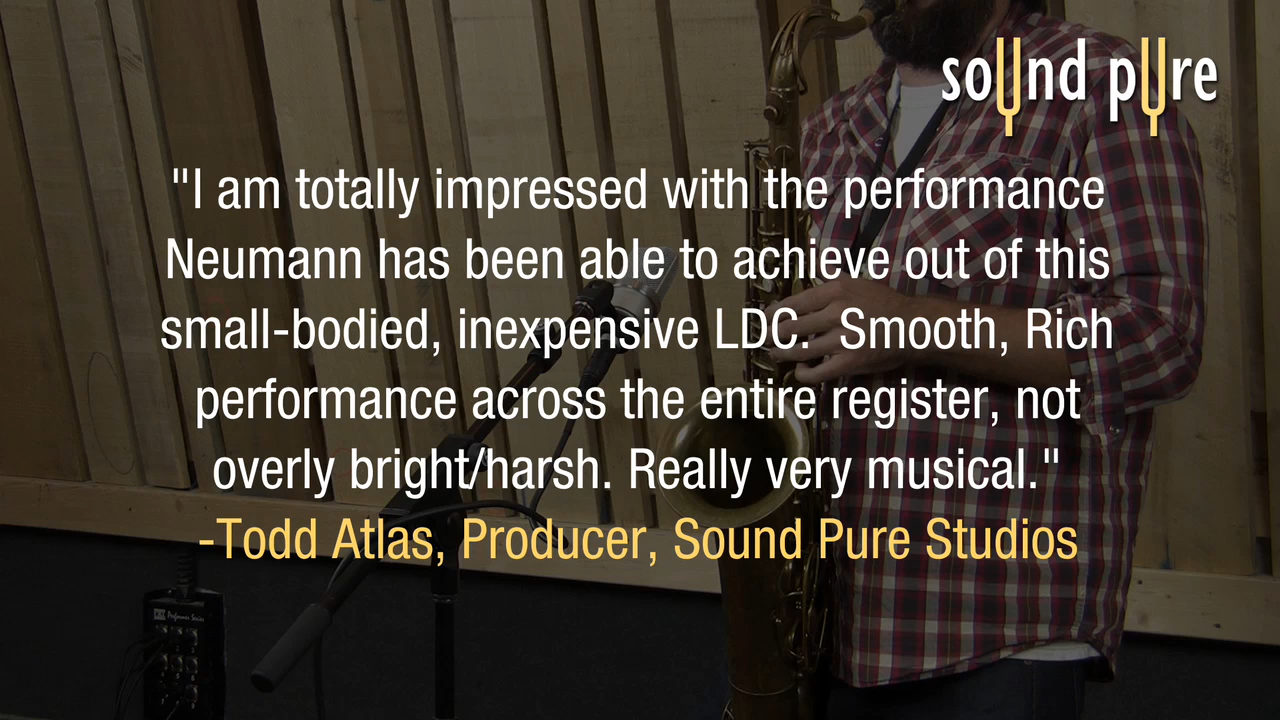 sound pure
"I am totally impressed with the performance
Neumann has been able to achieve out of this
small-bodied, inexpensive LDC.  Smooth, Rich
performance across the entire register, not
overly bright/harsh. Really very musical."
-Todd Atlas, Producer, Sound Pure Studios